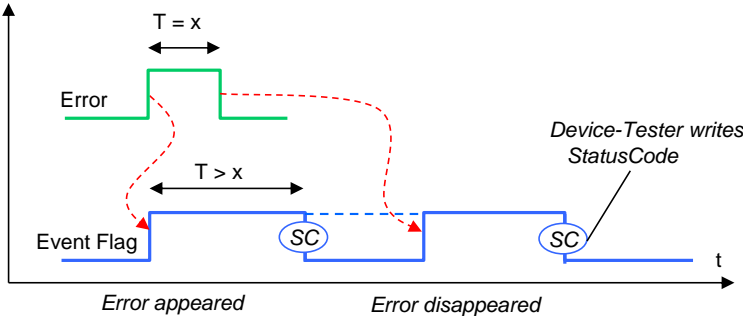 T = x
Error
Device-Tester writes
StatusCode
T > x
Event Flag
SC
SC
t
Error appeared
Error disappeared